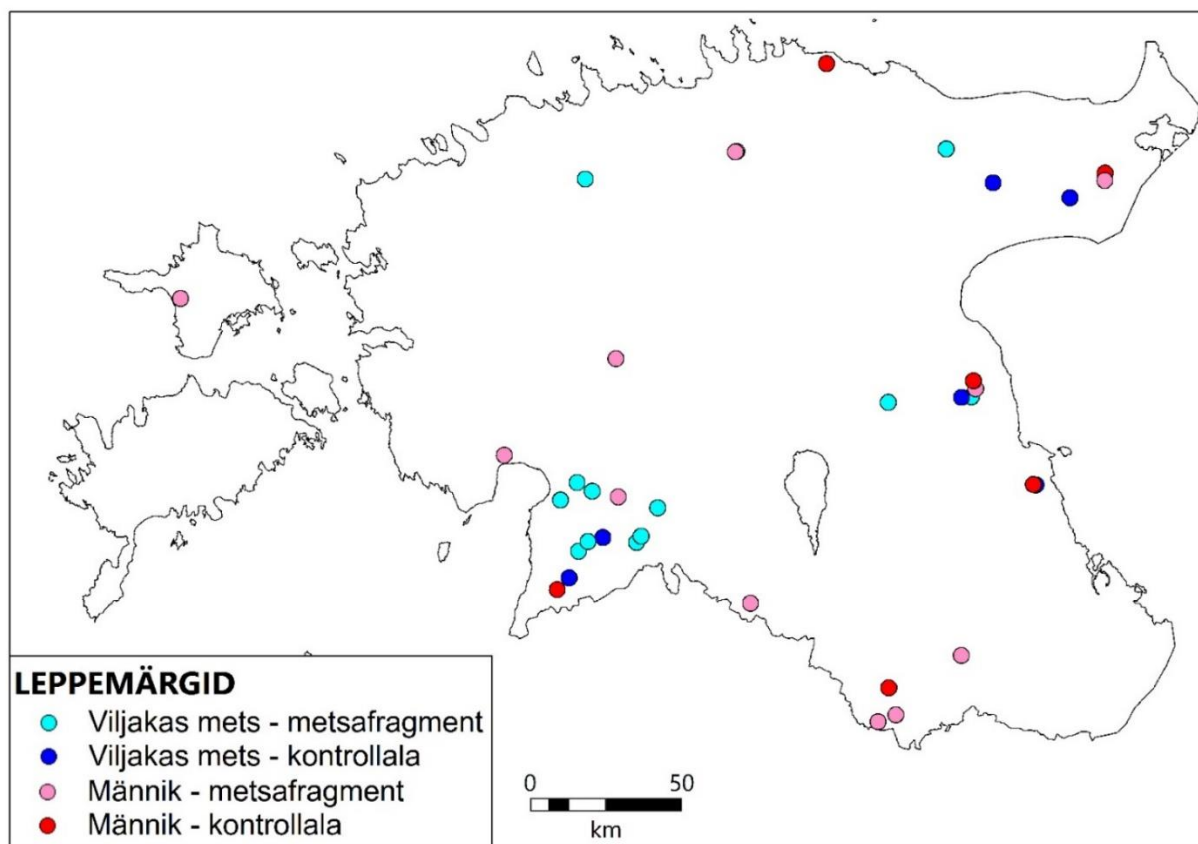 LEPPEMÄRGID
Viljakas mets - metsafragment
Viljakas mets - kontrollala
Männik - metsafragment
Männik - kontrollala
0 50
km